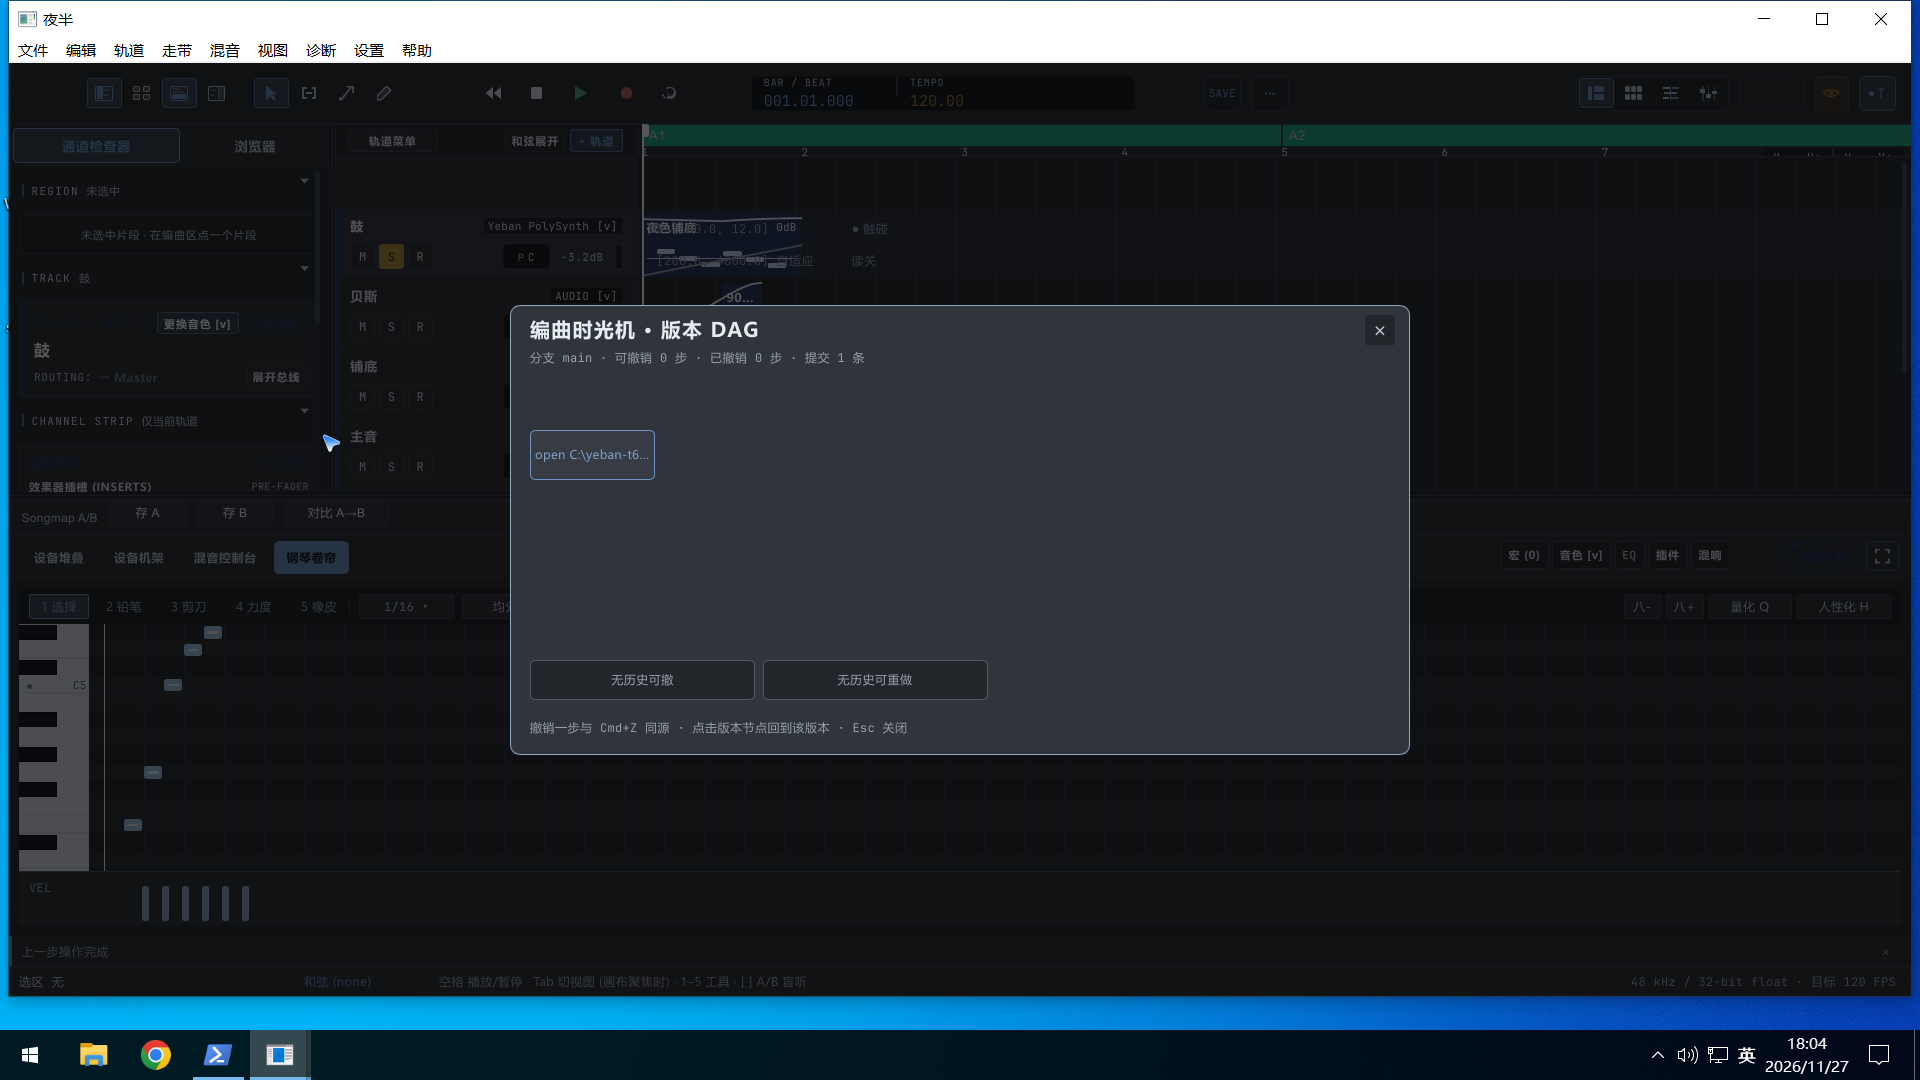 夜半
文件 编辑 轨道 走带 混音 视图 诊断 设置 帮助
BAR / BEAT
001.01.000
TEMPO
120.00
SAVE
...
• T
通道检查器
浏览器
轨道菜单
和弦展开
+ 轨道
A1
A2
1 2 3 4 5 6 7
REGION 未选中
未选中片段 · 在编曲区点一个片段
TRACK 鼓
更换音色 [v]
鼓
ROUTING: → Master
展开总线
CHANNEL STRIP 仅当前轨道
效果器插槽 (INSERTS)
PRE-FADER
鼓
Yeban PolySynth [v]
M S R
PC
-3.2dB
夜色铺底
0dB
• 触碰
自适应
读关
贝斯
AUDIO [v]
M S R
90...
铺底
M S R
主音
M S R
编曲时光机 • 版本 DAG
×
分支 main · 可撤销 0 步 · 已撤销 0 步 · 提交 1 条
open C:\yeban-t6...
无历史可撤
无历史可重做
撤销一步与 Cmd+Z 同源 · 点击版本节点回到该版本 · Esc 关闭
Songmap A/B
存 A
存 B
对比 A→B
设备堆叠
设备机架
混音控制台
钢琴卷帘
宏 (0)
音色 [v]
EQ
插件
混响
1 选择
2 铅笔
3 剪刀
4 力度
5 橡皮
1/16
八-
八+
量化 Q
人性化 H
C5
VEL
上一步操作完成
×
选区 无
和弦 (none)
空格 播放/暂停 · Tab 切视图 (画布聚焦时) · 1–5 工具 · [ ] A/B 盲听
48 kHz / 32-bit float · 目标 120 FPS
英
18:04
2026/11/27